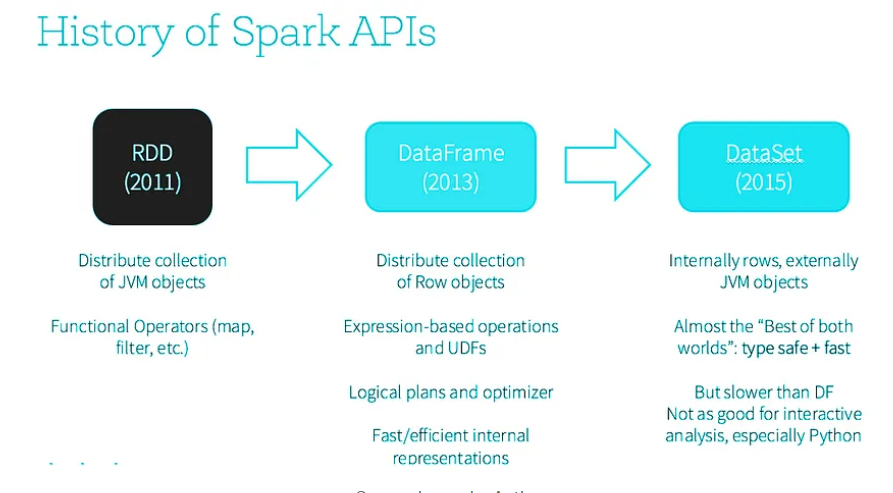 History of Spark APIs
RDD
(2011)
DataFrame
(2013)
DataSet
(2015)
Distribute collection
of JVM objects
Functional Operators (map,
filter, etc.)
Distribute collection
of Row objects
Expression-based operations
and UDFs
Logical plans and optimizer
Fast/efficient internal
representations
Internally rows, externally
JVM objects
Almost the “Best of both
worlds”: type safe + fast
But slower than DF
Not as good for interactive
analysis, especially Python